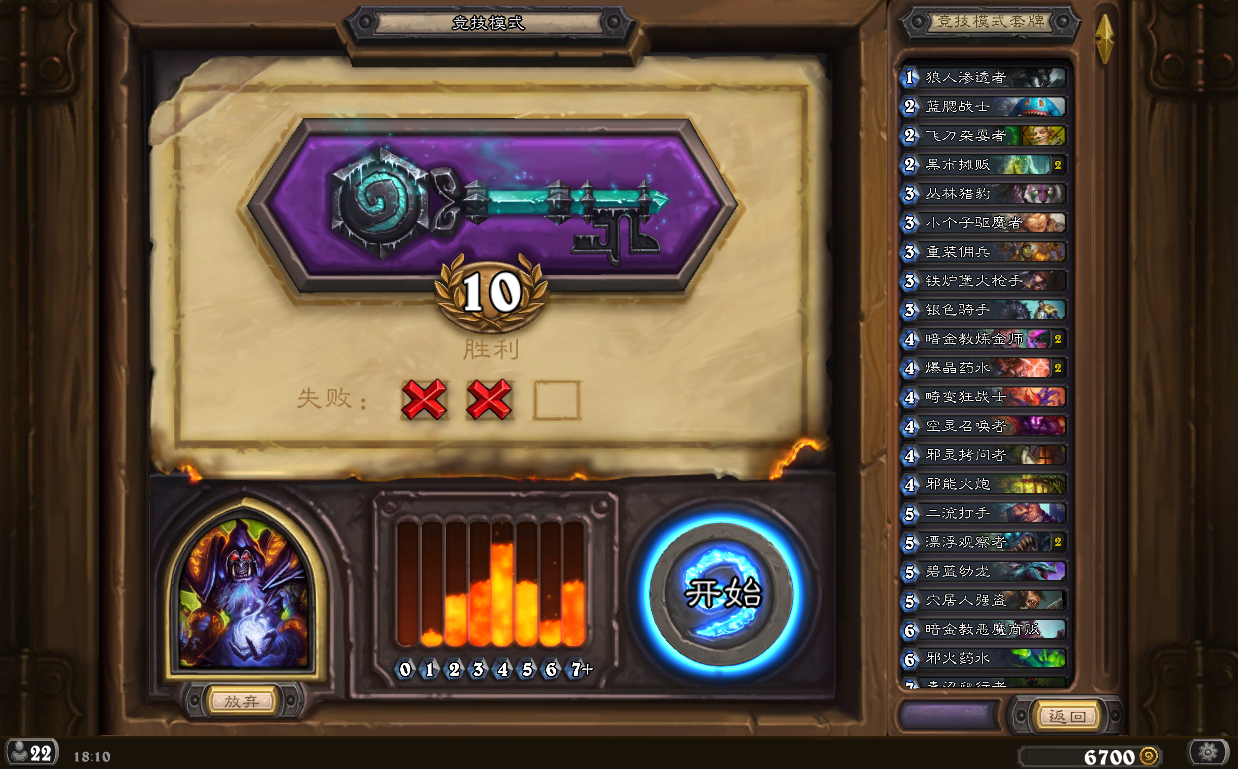 竞技模式
10
胜利
失败：
0 1 2 3 4 5 6 7+
开始
放弃
22
18:10
竞技模式套牌
1 狼人渗透者
2 蓝腮战士
2 飞刀杂耍者
2 黑市摊贩 2
3 丛林猎豹
3 小个子驱魔者
3 重装佣兵
3 铁炉堡火枪手
3 银色骑手
4 暗金教炼金师 2
4 爆晶药水 2
4 畸变狂战士
4 空灵召唤者
4 邪灵拷问者
4 邪能火炮
5 二流打手
5 漂浮观察者 2
5 碧蓝幼龙
5 穴居人强盗
6 暗金教恶魔商贩
6 邪火药水
返回
6700